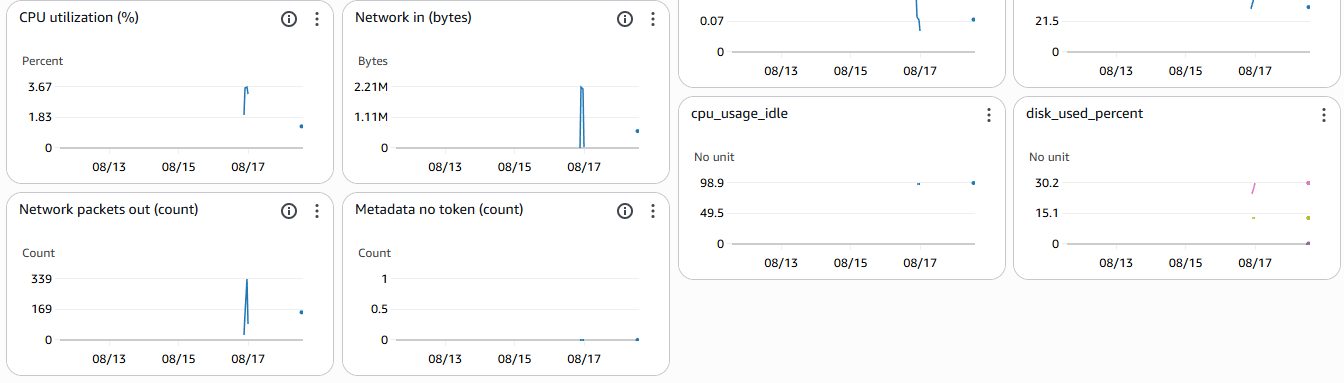 CPU utilization (%)
Percent
3.67
1.83
0
08/13 08/15 08/17
Network in (bytes)
Bytes
2.21M
1.11M
0
08/13 08/15 08/17
0.07
0
08/13 08/15 08/17
21.5
0
08/13 08/15 08/17
cpu_usage_idle
No unit
98.9
49.5
0
08/13 08/15 08/17
disk_used_percent
No unit
30.2
15.1
0
08/13 08/15 08/17
Network packets out (count)
Count
339
169
0
08/13 08/15 08/17
Metadata no token (count)
Count
1
0.5
0
08/13 08/15 08/17